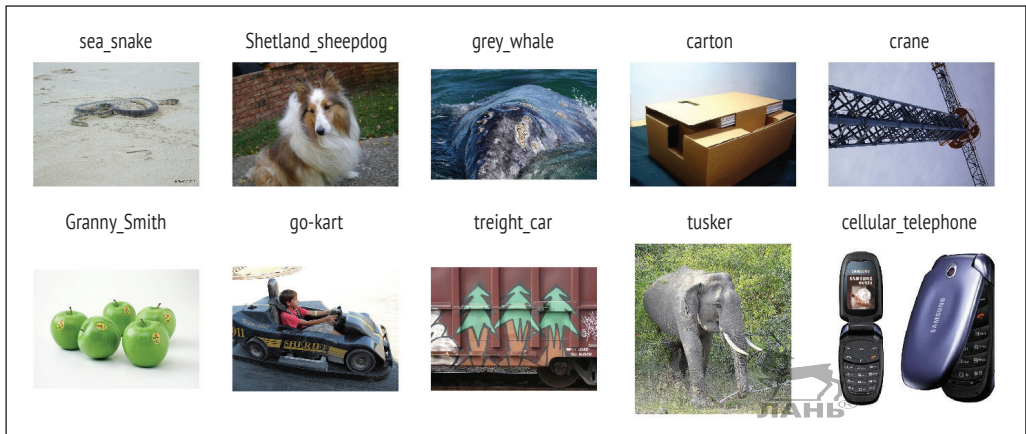 sea_snake
Shetland_sheepdog
grey_whale
carton
crane
Granny_Smith
go-kart
treight_car
tusker
cellular_telephone
SHERIFF
SAMSUNG
SAMSUNG
ЛАНЬ®